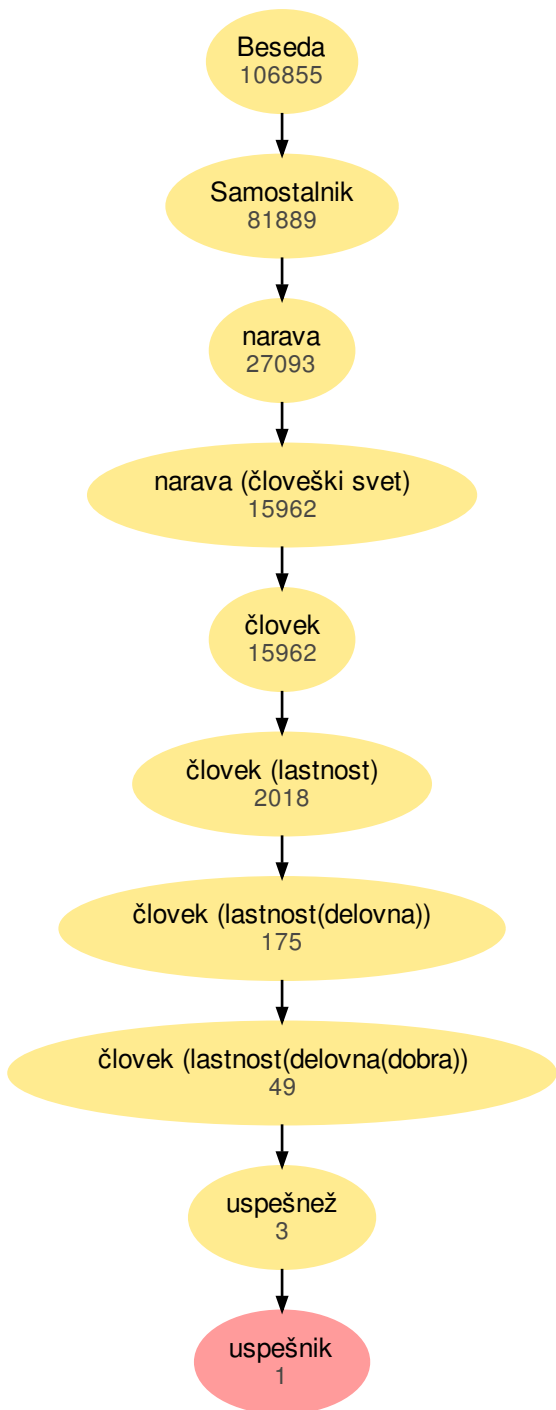 Beseda
106855
Samostalnik
81889
narava
27093
narava (človeški svet)
15962
človek
15962
človek (lastnost)
2018
človek (lastnost(delovna))
175
človek (lastnost(delovna(dobra))
49
uspešnež
3
uspešnik
1